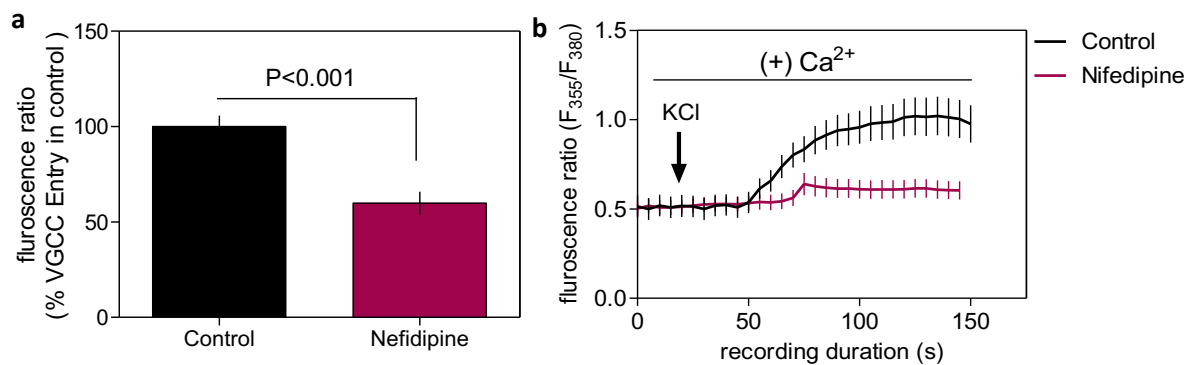 a
fluroscence ratio
(% VGCC Entry in control )
150
100
50
0
P<0.001
Control
Nefidipine
b
fluroscence ratio (F₃₅₅/F₃₈₀)
1.5
1.0
0.5
0.0
(+) Ca²⁺
KCl
0
50
100
150
recording duration (s)
Control
Nifedipine